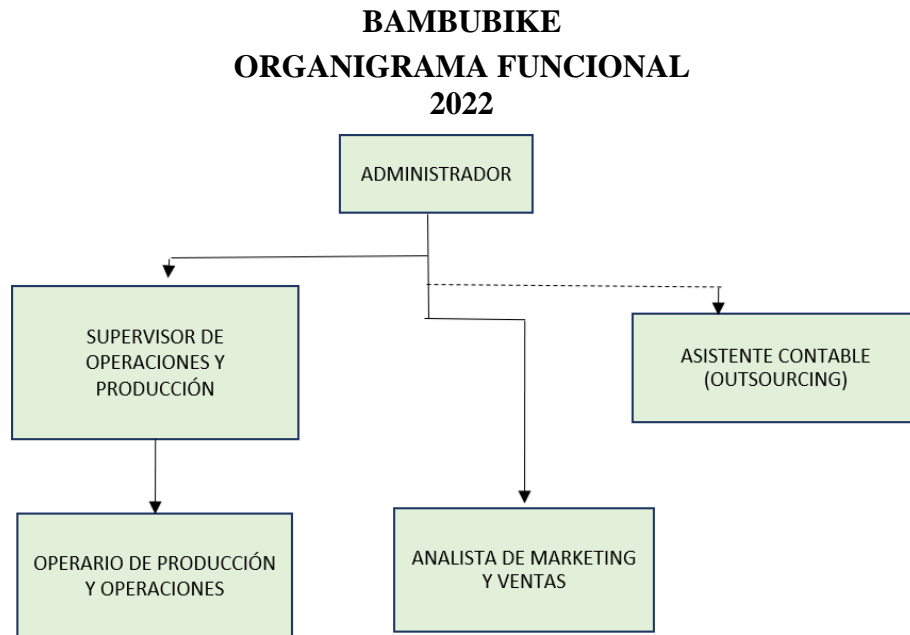 BAMBUBIKE
ORGANIGRAMA FUNCIONAL
2022
ADMINISTRADOR
SUPERVISOR DE
OPERACIONES Y
PRODUCCIÓN
ASISTENTE CONTABLE
(OUTSOURCING)
OPERARIO DE PRODUCCIÓN
Y OPERACIONES
ANALISTA DE MARKETING
Y VENTAS